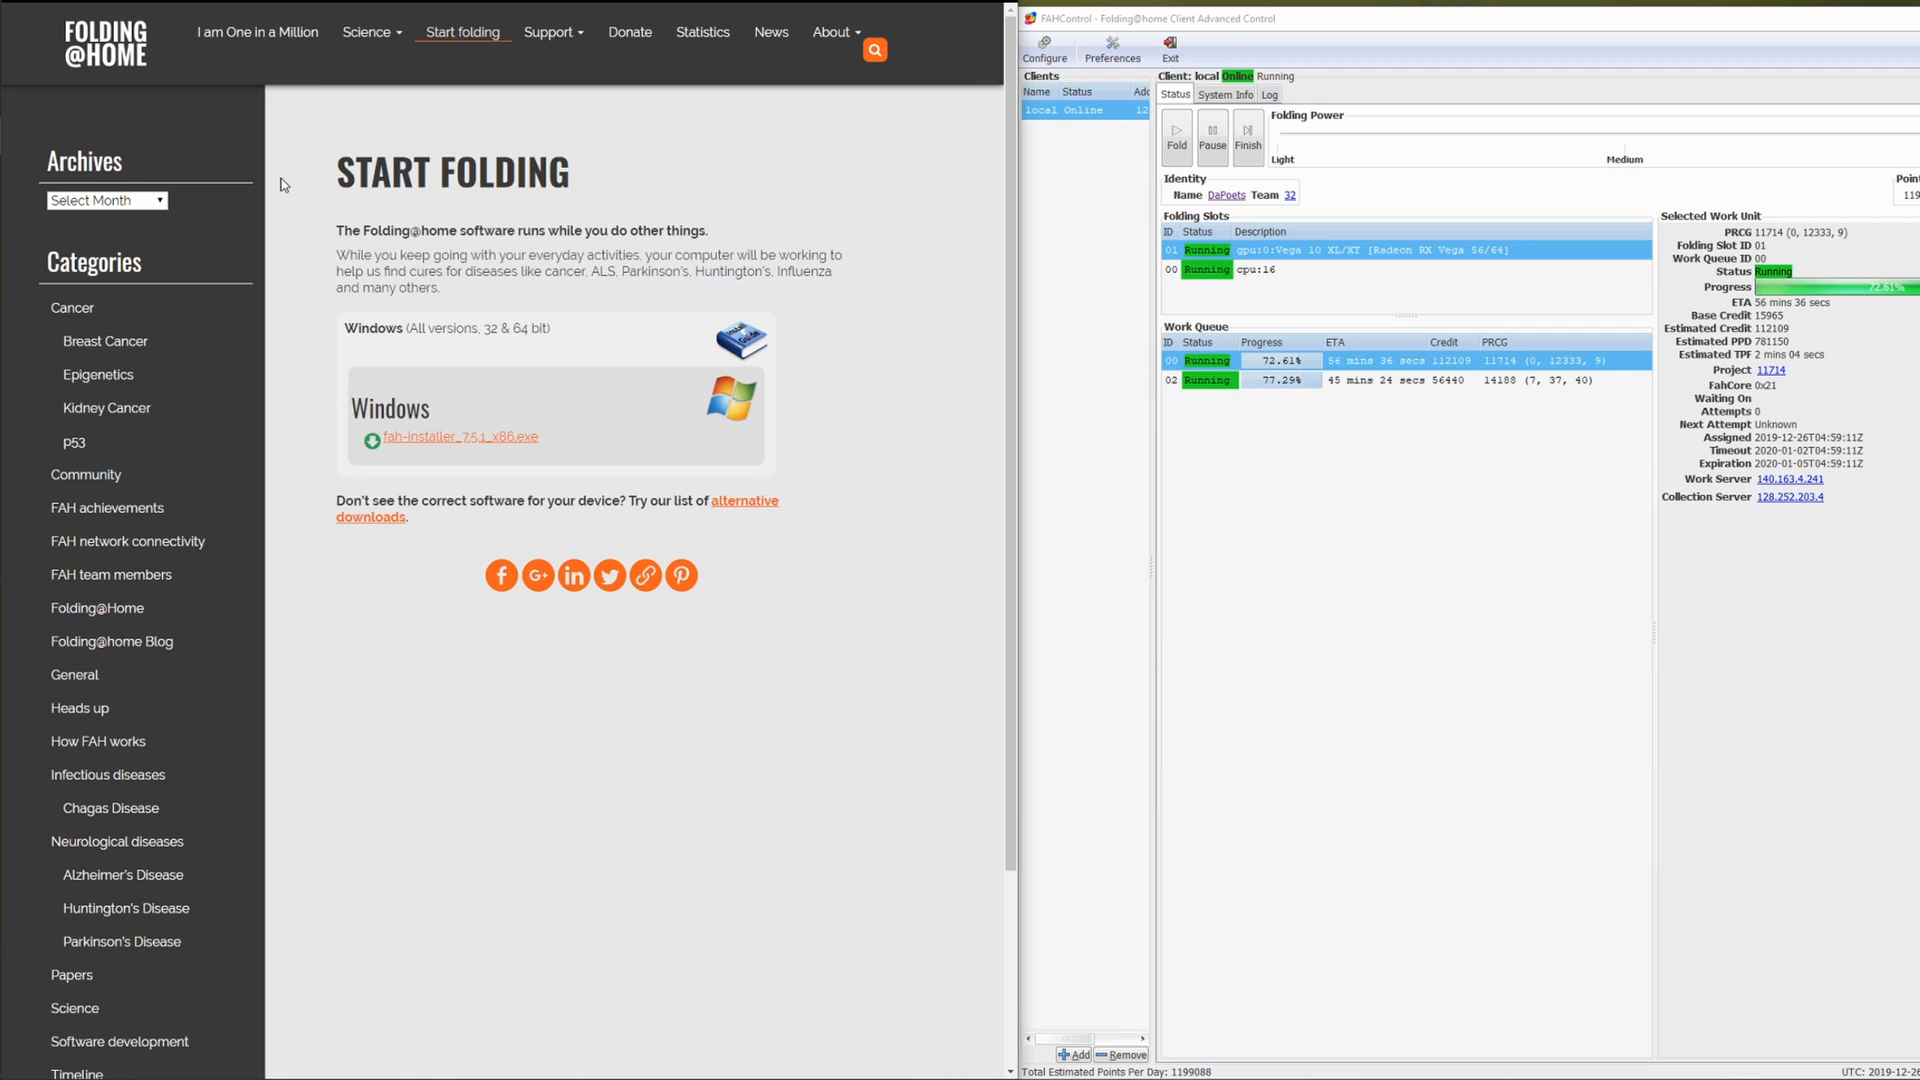 FOLDING
@HOME
I am One in a Million
Science
Start folding
Support
Donate
Statistics
News
About
Archives
Select Month
Categories
Cancer
Breast Cancer
Epigenetics
Kidney Cancer
p53
Community
FAH achievements
FAH network connectivity
FAH team members
Folding@Home
Folding@home Blog
General
Heads up
How FAH works
Infectious diseases
Chagas Disease
Neurological diseases
Alzheimer's Disease
Huntington's Disease
Parkinson's Disease
Papers
Science
Software development
Timeline
START FOLDING
The Folding@home software runs while you do other things.
While you keep going with your everyday activities, your computer will be working to
help us find cures for diseases like cancer, ALS, Parkinson's, Huntington's, Influenza
and many others.
Windows (All versions, 32 & 64 bit)
Install Guide
Windows
fah-installer_7.5.1_x86.exe
Don't see the correct software for your device? Try our list of alternative
downloads.
FAHControl - Folding@home Client Advanced Control
Configure Preferences Exit
Clients
Name Status Add
local Online 12
Add Remove
Client: local Online Running
Status System Info Log
Fold Pause Finish
Folding Power
Light Medium
Identity
Name DaPoets Team 32
Point
119
Folding Slots
ID Status Description
01 Running gpu:0:Vega 10 XL/XT [Radeon RX Vega 56/64]
00 Running cpu:16
Work Queue
ID Status Progress ETA Credit PRCG
00 Running 72.61% 56 mins 36 secs 112109 11714 (0, 12333, 9)
02 Running 77.29% 45 mins 24 secs 56440 14188 (7, 37, 40)
Selected Work Unit
PRCG 11714 (0, 12333, 9)
Folding Slot ID 01
Work Queue ID 00
Status Running
Progress 72.61%
ETA 56 mins 36 secs
Base Credit 15965
Estimated Credit 112109
Estimated PPD 781150
Estimated TPF 2 mins 04 secs
Project 11714
FahCore 0x21
Waiting On
Attempts 0
Next Attempt Unknown
Assigned 2019-12-26T04:59:11Z
Timeout 2020-01-02T04:59:11Z
Expiration 2020-01-05T04:59:11Z
Work Server 140.163.4.241
Collection Server 128.252.203.4
Total Estimated Points Per Day: 1199088
UTC: 2019-12-26